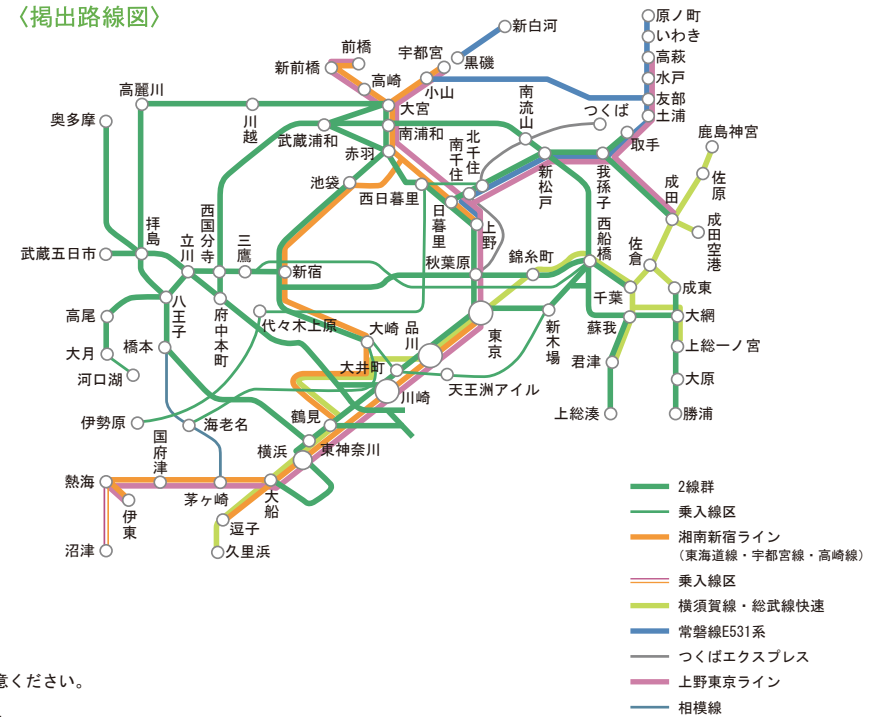 〈掲出路線図〉
原ノ町
いわき
高萩
水戸
友部
土浦
新白河
黒磯
宇都宮
小山
前橋
新前橋
高崎
大宮
高麗川
川越
奥多摩
武蔵浦和
南浦和
赤羽
池袋
西日暮里
日暮里
南千住
北千住
南流山
つくば
新松戸
我孫子
取手
鹿島神宮
佐原
成田
成田空港
拝島
武蔵五日市
立川
西国分寺
三鷹
新宿
上野
秋葉原
錦糸町
西船橋
佐倉
千葉
成東
大網
蘇我
上総一ノ宮
大原
勝浦
君津
上総湊
新木場
東京
八王子
府中本町
代々木上原
大崎
品川
大井町
川崎
天王洲アイル
高尾
大月
河口湖
橋本
伊勢原
海老名
鶴見
東神奈川
横浜
国府津
茅ヶ崎
大船
熱海
伊東
沼津
逗子
久里浜
2線群
乗入線区
湘南新宿ライン
（東海道線・宇都宮線・高崎線）
乗入線区
横須賀線・総武線快速
常磐線E531系
つくばエクスプレス
上野東京ライン
相模線
意ください。